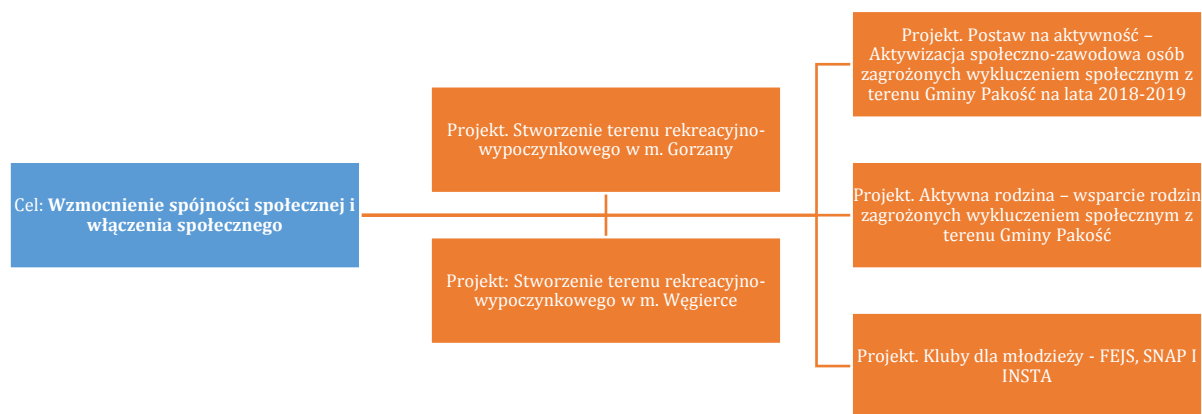 Cel: Wzmocnienie spójności społecznej i
włączenia społecznego
Projekt. Stworzenie terenu rekreacyjno-
wypoczynkowego w m. Gorzany
Projekt: Stworzenie terenu rekreacyjno-
wypoczynkowego w m. Węgierce
Projekt. Postaw na aktywność –
Aktywizacja społeczno-zawodowa osób
zagrożonych wykluczeniem społecznym z
terenu Gminy Pakość na lata 2018-2019
Projekt. Aktywna rodzina – wsparcie rodzin
zagrożonych wykluczeniem społecznym z
terenu Gminy Pakość
Projekt. Kluby dla młodzieży - FEJS, SNAP I
INSTA